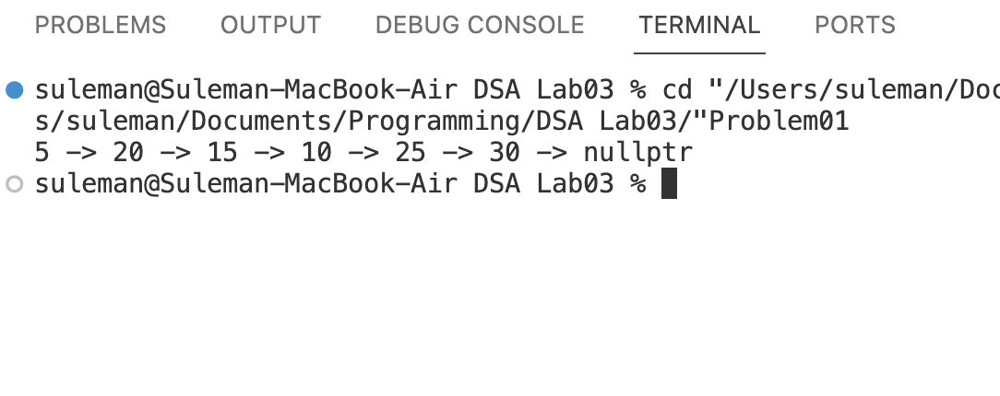 PROBLEMS OUTPUT DEBUG CONSOLE TERMINAL PORTS
suleman@Suleman-MacBook-Air DSA Lab03 % cd "/Users/suleman/Doc
s/suleman/Documents/Programming/DSA Lab03/"Problem01
5 -> 20 -> 15 -> 10 -> 25 -> 30 -> nullptr
suleman@Suleman-MacBook-Air DSA Lab03 %